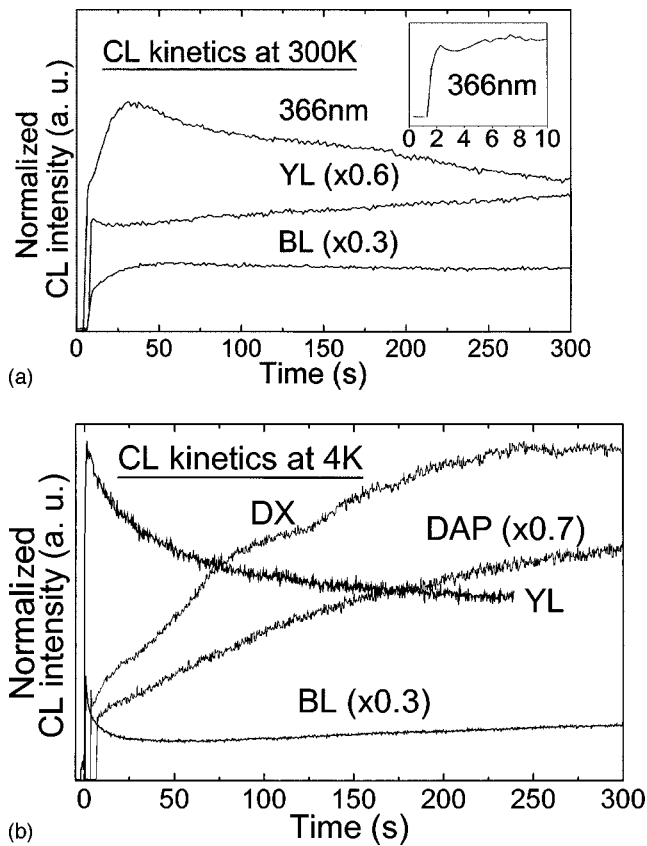 CL kinetics at 300K
366nm
YL (x0.6)
BL (x0.3)
366nm
0 2 4 6 8 10
Normalized
CL intensity (a. u.)
0 50 100 150 200 250 300
Time (s)
(a)
CL kinetics at 4K
DX
DAP (x0.7)
YL
BL (x0.3)
Normalized
CL intensity (a. u.)
0 50 100 150 200 250 300
Time (s)
(b)